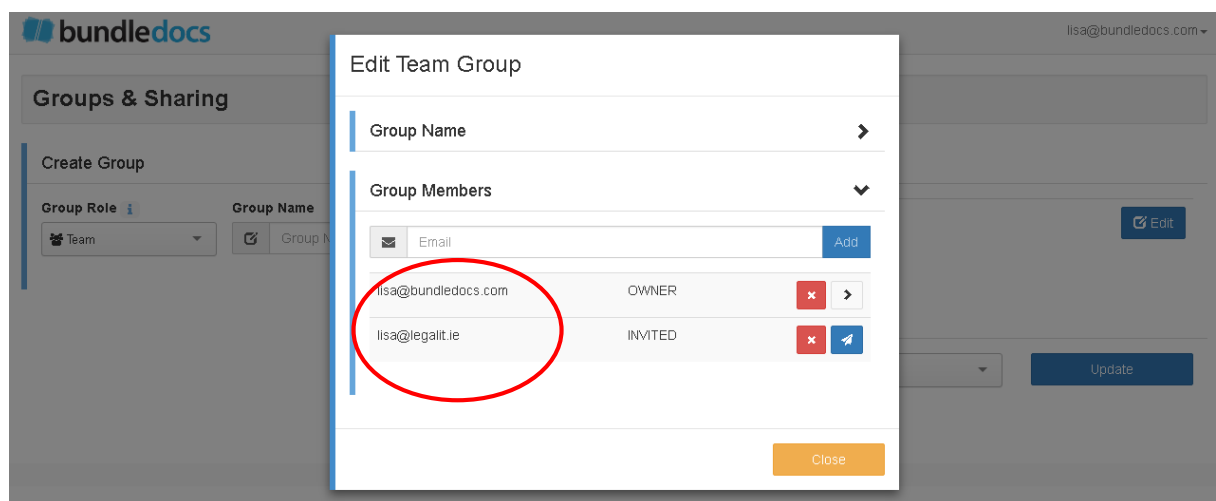 bundledocs
lisa@bundledocs.com
Edit Team Group
Groups & Sharing
Group Name
Create Group
Group Members
Group Role i Group Name
Team
Group
Edit
Email Add
lisa@bundledocs.com OWNER
lisa@legalit.ie INVITED
Update
Close